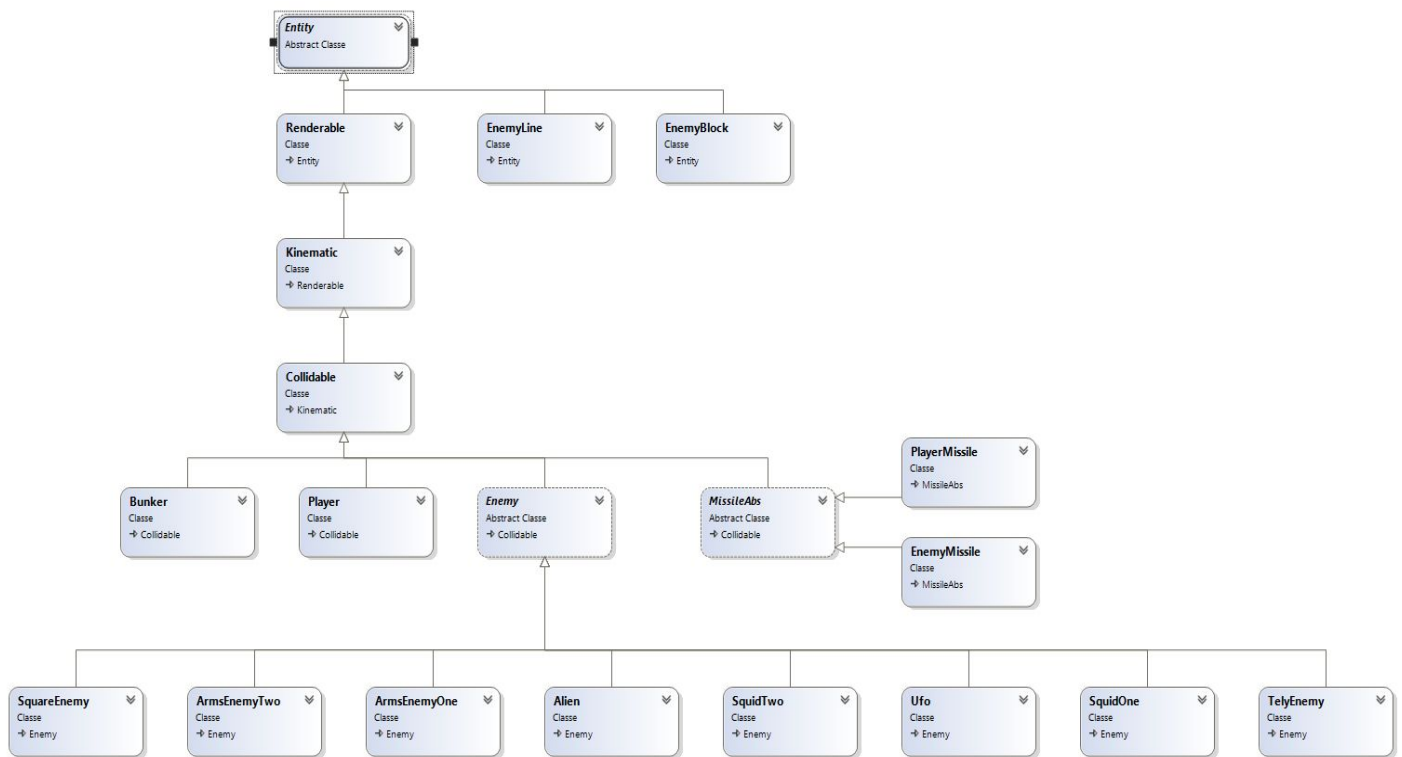 Entity
Abstract Classe
Renderable
Classe
Entity
EnemyLine
Classe
Entity
EnemyBlock
Classe
Entity
Kinematic
Classe
Renderable
Collidable
Classe
Kinematic
PlayerMissile
Classe
MissileAbs
Bunker
Classe
Collidable
Player
Classe
Collidable
Enemy
Abstract Classe
Collidable
MissileAbs
Abstract Classe
Collidable
EnemyMissile
Classe
MissileAbs
SquareEnemy
Classe
Enemy
ArmsEnemyTwo
Classe
Enemy
ArmsEnemyOne
Classe
Enemy
Alien
Classe
Enemy
SquidTwo
Classe
Enemy
Ufo
Classe
Enemy
SquidOne
Classe
Enemy
TelyEnemy
Classe
Enemy